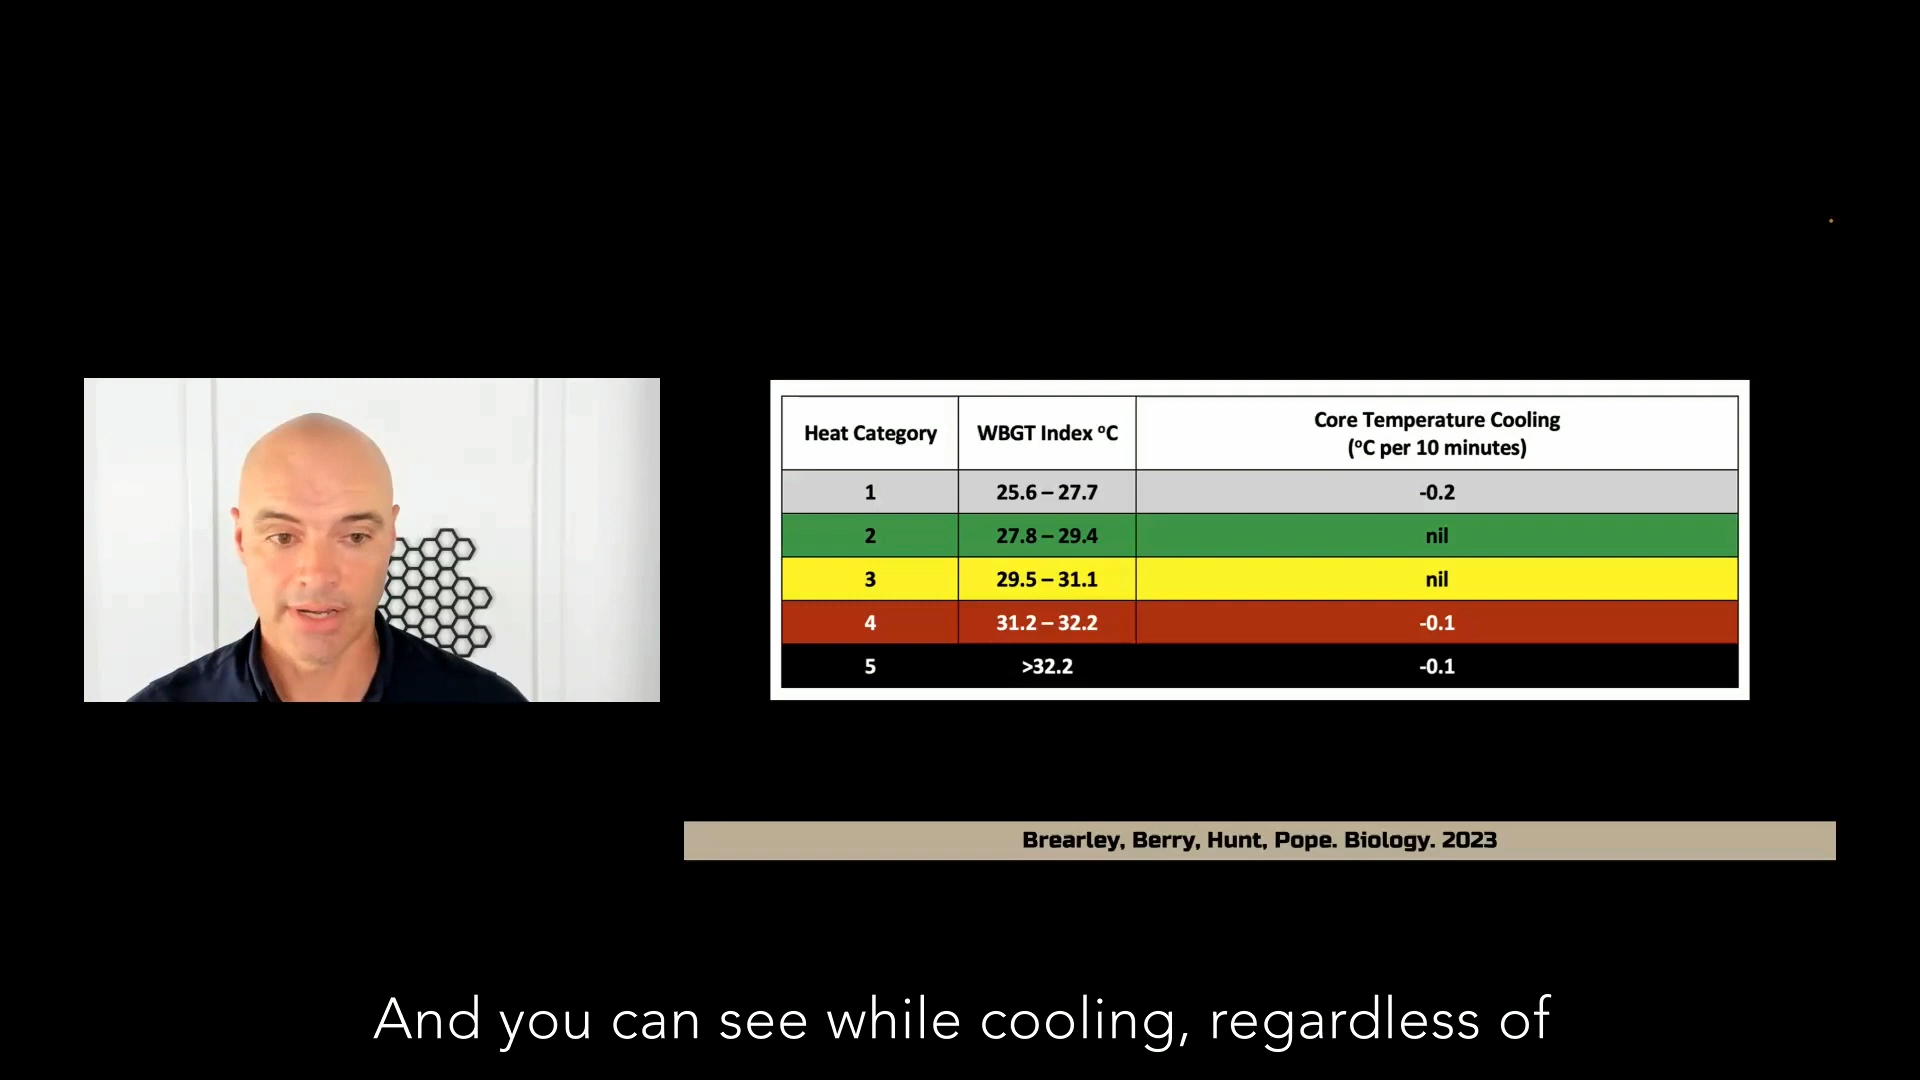 Heat Category WBGT Index ºC Core Temperature Cooling
(ºC per 10 minutes)
1 25.6 – 27.7 -0.2
2 27.8 – 29.4 nil
3 29.5 – 31.1 nil
4 31.2 – 32.2 -0.1
5 >32.2 -0.1
Brearley, Berry, Hunt, Pope. Biology. 2023
And you can see while cooling, regardless of